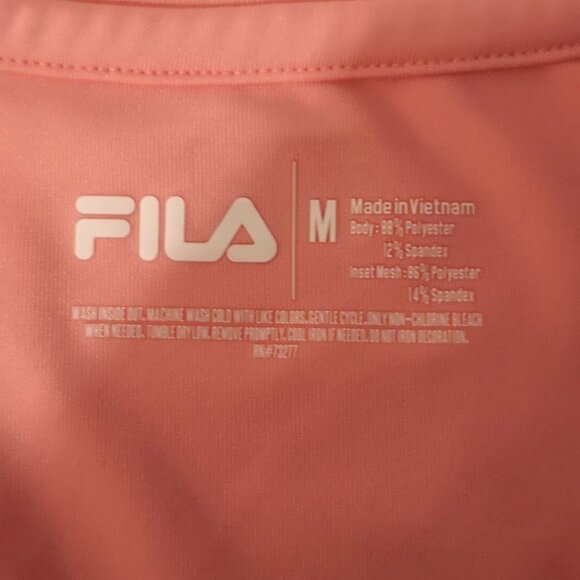 FILA
M
Made in Vietnam
Body: 88% Polyester
12% Spandex
Inset Mesh: 86% Polyester
14% Spandex
WASH INSIDE OUT. MACHINE WASH COLD WITH LIKE COLORS. GENTLE CYCLE. ONLY NON-CHLORINE BLEACH
WHEN NEEDED. TUMBLE DRY LOW. REMOVE PROMPTLY. COOL IRON IF NEEDED. DO NOT IRON DECORATION.
RN#73277